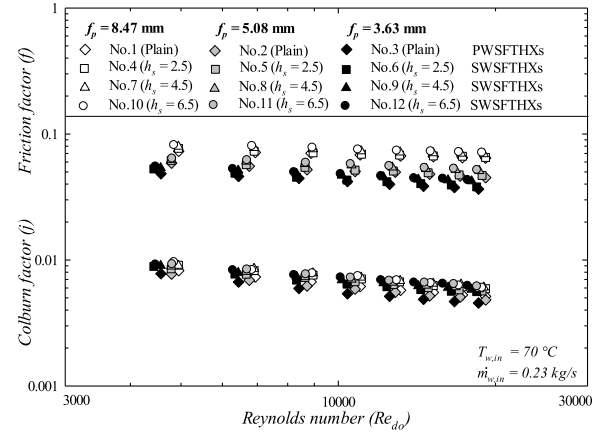 1
f_p = 8.47 mm f_p = 5.08 mm f_p = 3.63 mm
No.1 (Plain) No.2 (Plain) No.3 (Plain) PWSFTHXs
No.4 (h_s = 2.5) No.5 (h_s = 2.5) No.6 (h_s = 2.5) SWSFTHXs
No.7 (h_s = 4.5) No.8 (h_s = 4.5) No.9 (h_s = 4.5) SWSFTHXs
No.10 (h_s = 6.5) No.11 (h_s = 6.5) No.12 (h_s = 6.5) SWSFTHXs
Friction factor (f)
0.1
Colburn factor (j)
0.01
T_w,in = 70 °C
ṁ_w,in = 0.23 kg/s
0.001
3000 10000 30000
Reynolds number (Re_do)